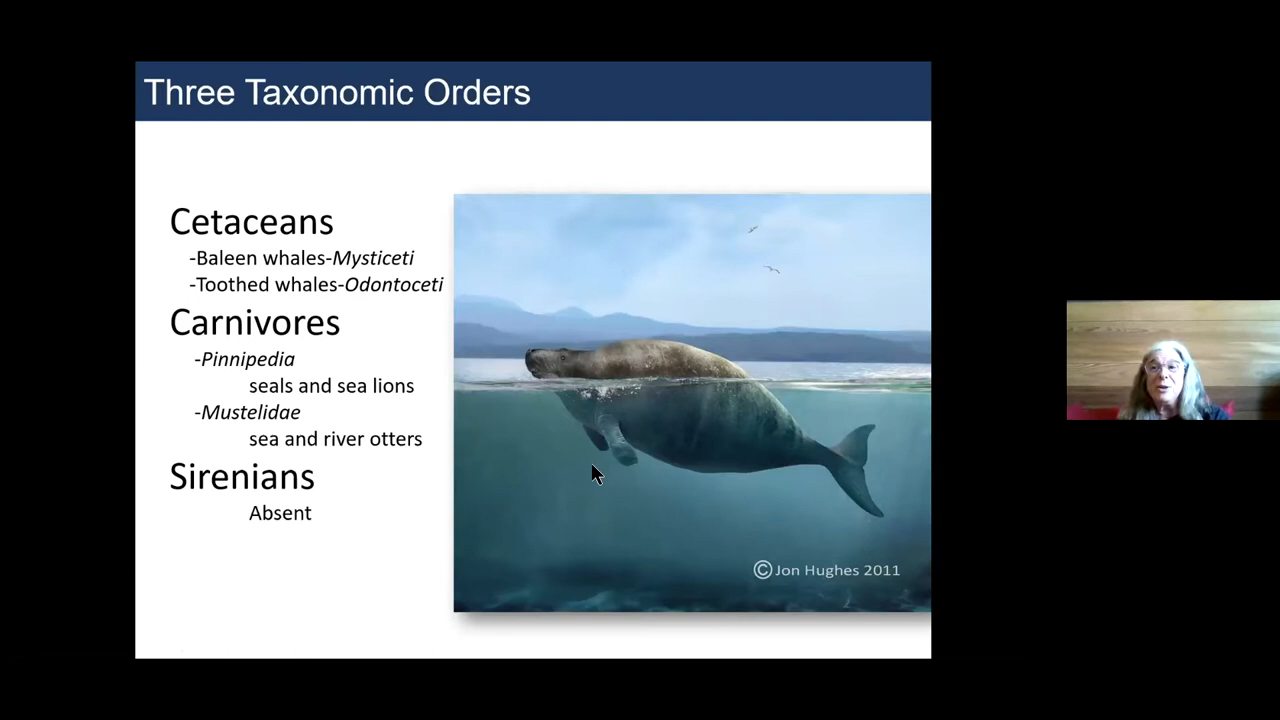 Three Taxonomic Orders
Cetaceans
-Baleen whales-Mysticeti
-Toothed whales-Odontoceti
Carnivores
-Pinnipedia
seals and sea lions
-Mustelidae
sea and river otters
Sirenians
Absent
©Jon Hughes 2011